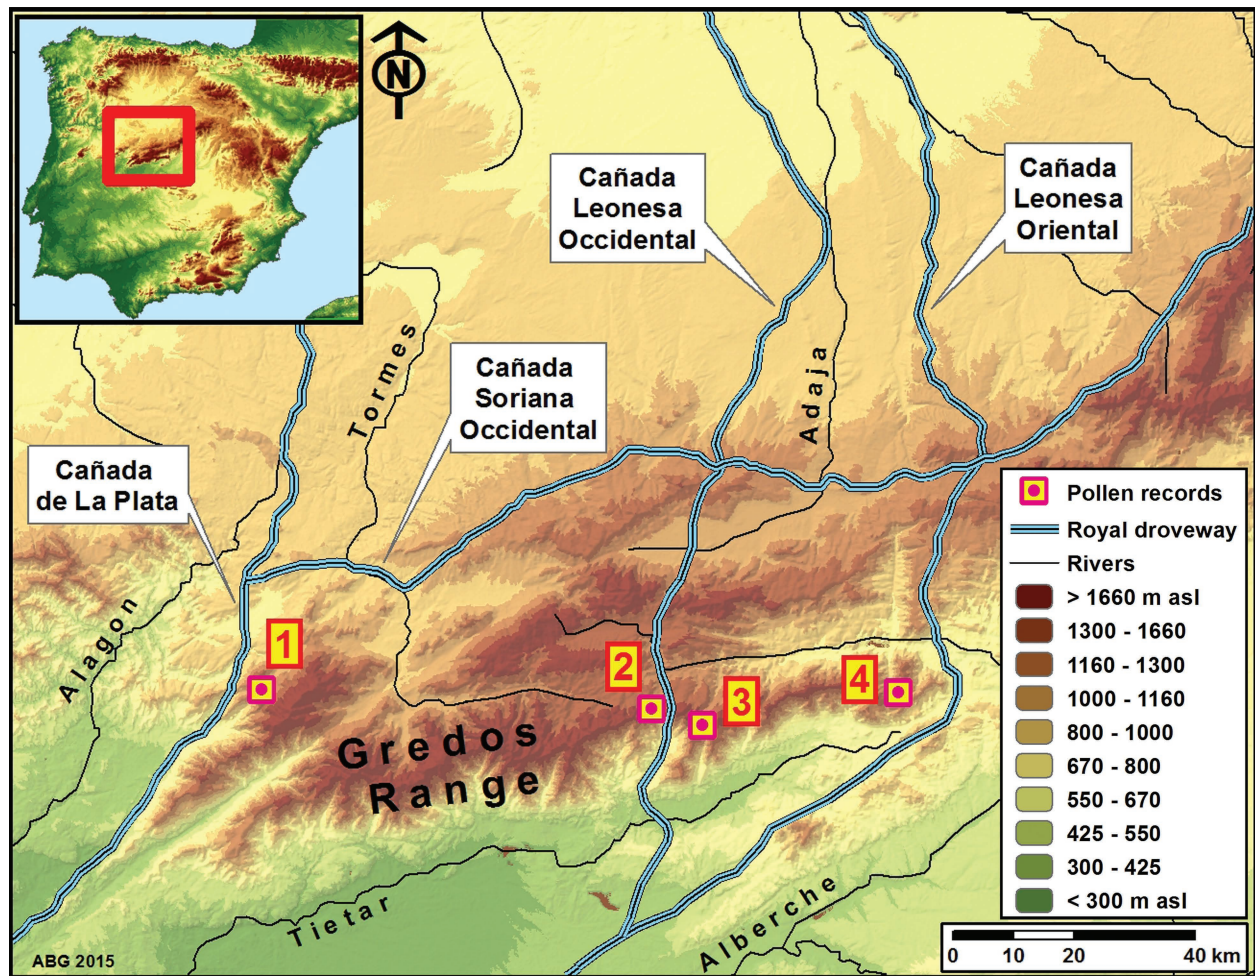 N
Cañada
Leonesa
Occidental
Cañada
Leonesa
Oriental
Tormes
Cañada
Soriana
Occidental
Adaja
Cañada
de La Plata
Alagon
1
2
3
4
Gredos
Range
Tietar
Alberche
Pollen records
Royal droveway
Rivers
> 1660 m asl
1300 - 1660
1160 - 1300
1000 - 1160
800 - 1000
670 - 800
550 - 670
425 - 550
300 - 425
< 300 m asl
0 10 20 40 km
ABG 2015